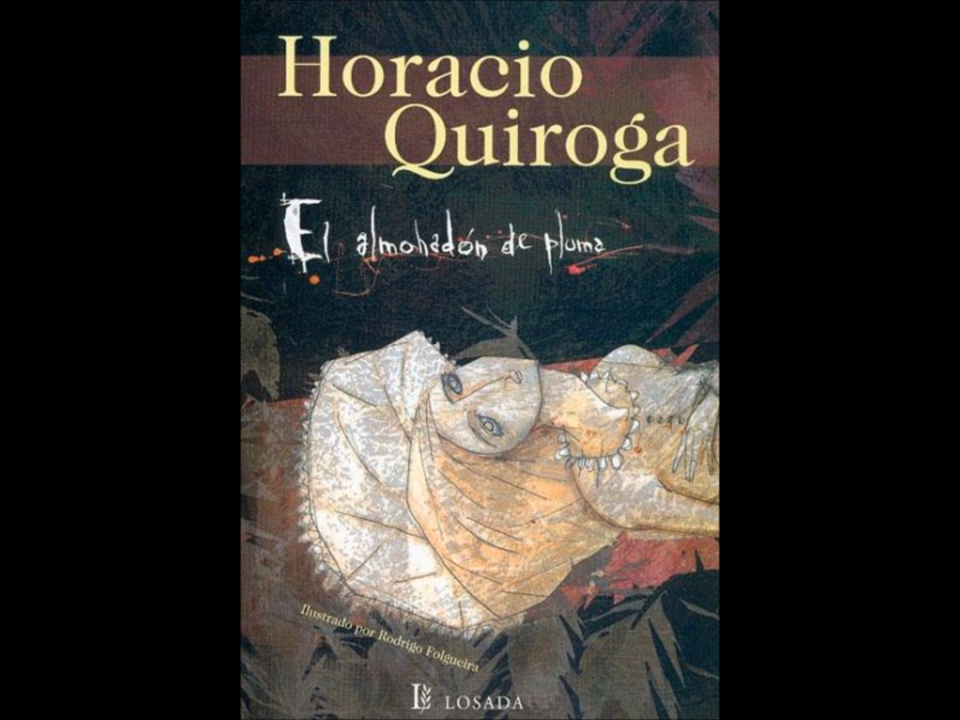 Horacio
Quiroga
El almohadón de pluma
Ilustrado por Rodrigo Folgueira
L LOSADA